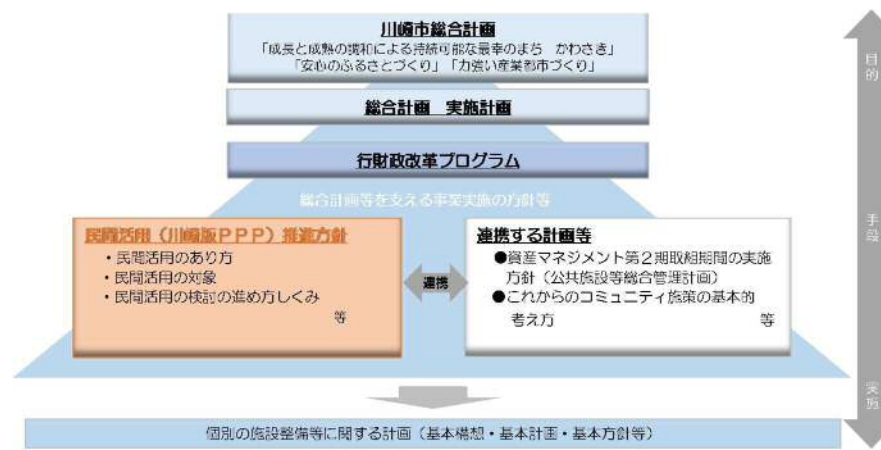 川崎市総合計画
「成長と成熟の調和による持続可能な最幸のまち　かわさき」
「安心のふるさとづくり」「力強い産業都市づくり」
総合計画　実施計画
行財政改革プログラム
総合計画等を支える事業実施の方針等
民間活用（川崎版ＰＰＰ）推進方針
・民間活用のあり方
・民間活用の対象
・民間活用の検討の進め方しくみ
等
連携
連携する計画等
●資産マネジメント第２期取組期間の実施
方針（公共施設等総合管理計画）
●これからのコミュニティ施策の基本的
考え方　等
個別の施設整備等に関する計画（基本構想・基本計画・基本方針等）
目的
手段
実施